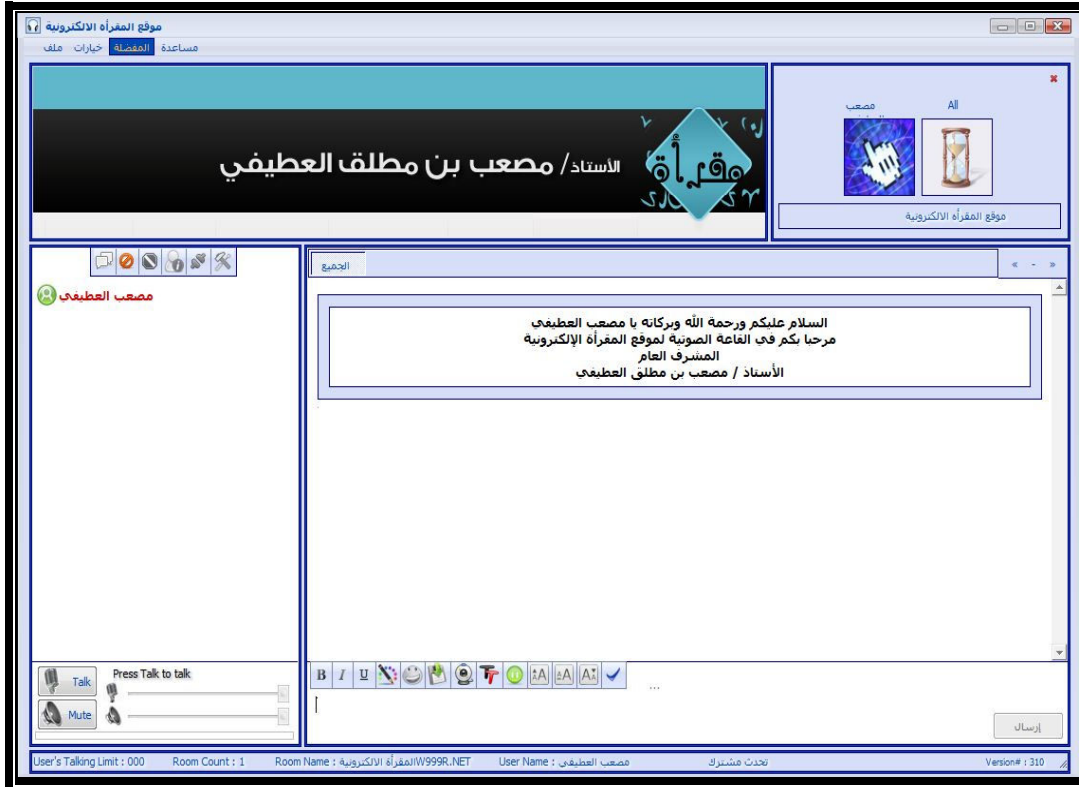 موقع المقرأه الالكترونية
ملف خيارات المفضلة مساعدة
مقرأة
الأستاذ/ مصعب بن مطلق العطيفي
مصعب
All
موقع المقرأه الالكترونية
مصعب العطيفي
الجميع
« - »
السلام عليكم ورحمة الله وبركاته يا مصعب العطيفي
مرحبا بكم في القاعة الصوتية لموقع المقرأة الإلكترونية
المشرف العام
الأستاذ / مصعب بن مطلق العطيفي
Talk
Press Talk to talk
Mute
B I U
...
إرسال
User's Talking Limit : 000
Room Count : 1
Room Name : المقرأة الالكترونية\W999R.NET
User Name : مصعب العطيفي
تحدث مشترك
Version# : 310